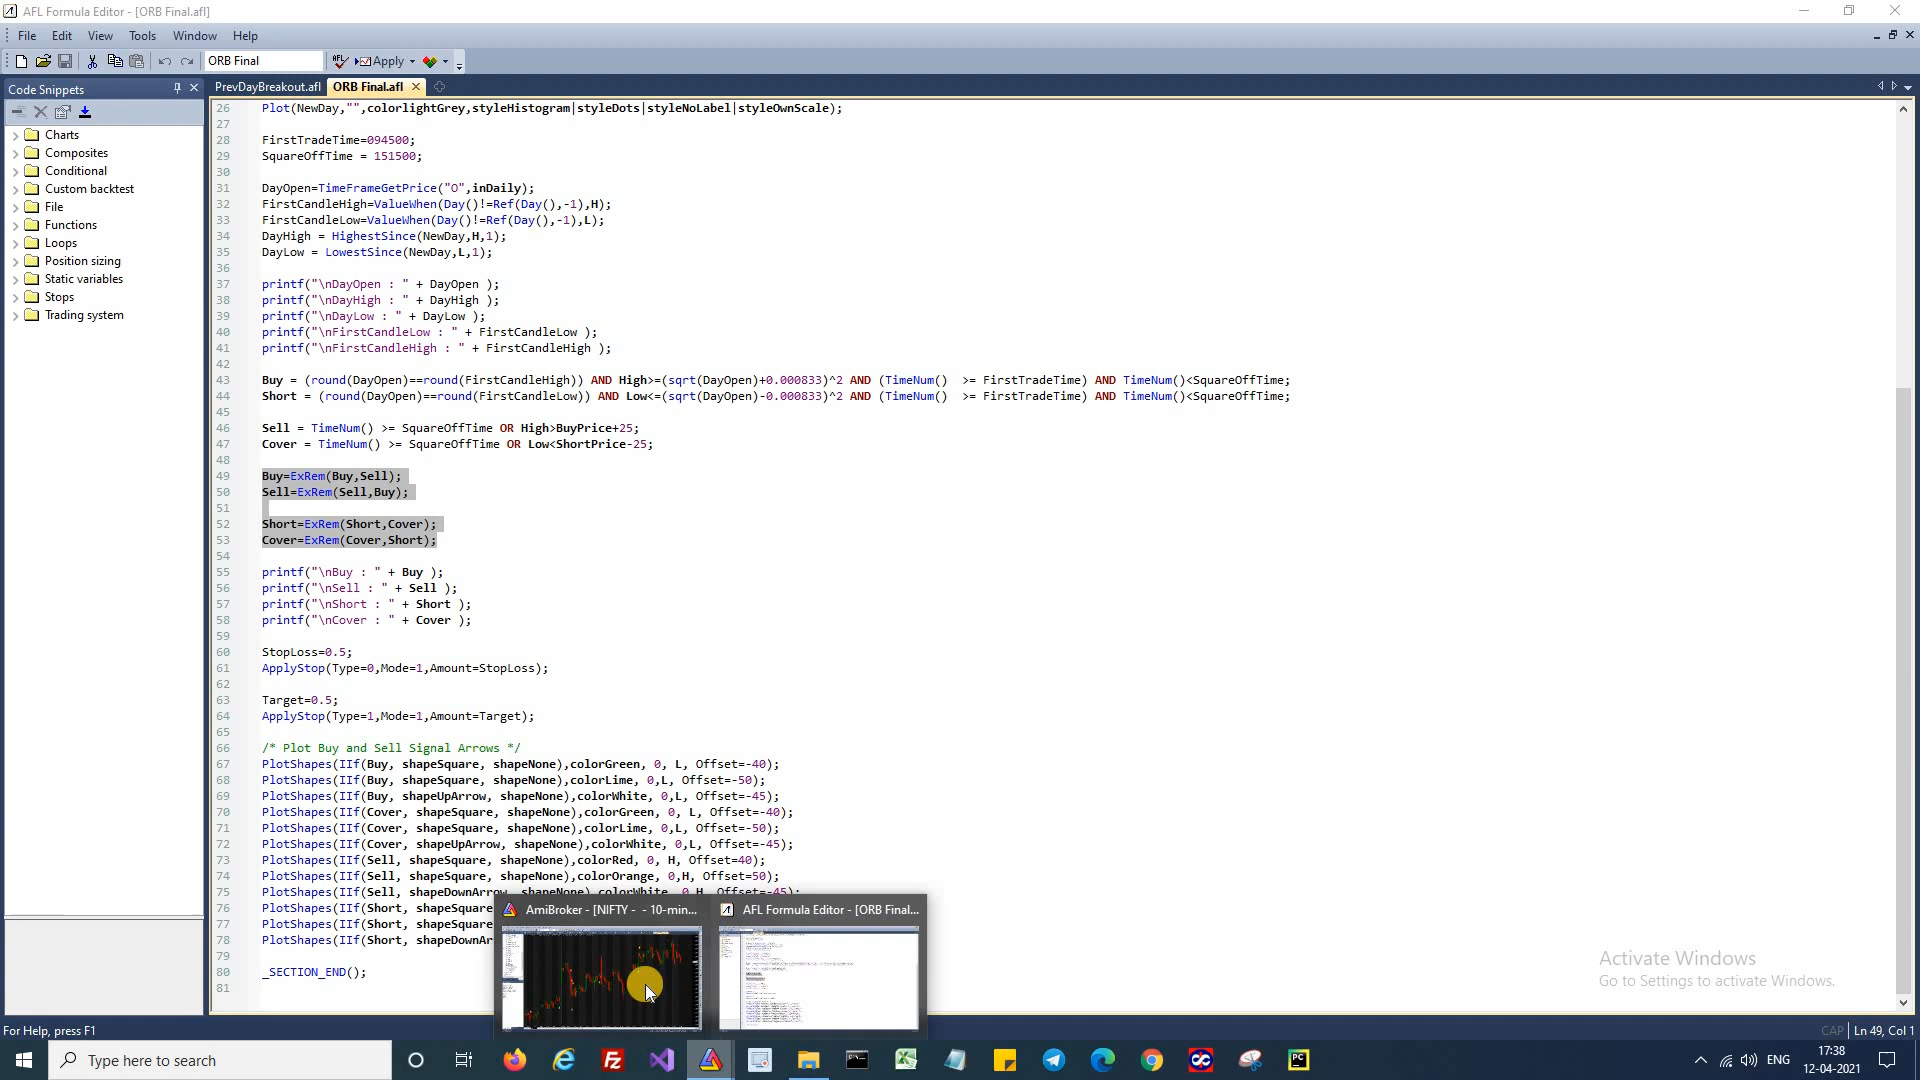 AFL Formula Editor - [ORB Final.afl]
File Edit View Tools Window Help
ORB Final Apply
Code Snippets
PrevDayBreakout.afl ORB Final.afl
Charts
Composites
Conditional
Custom backtest
File
Functions
Loops
Position sizing
Static variables
Stops
Trading system
26 Plot(NewDay,"",colorlightGrey,styleHistogram|styleDots|styleNoLabel|styleOwnScale);
27
28 FirstTradeTime=094500;
29 SquareOffTime = 151500;
30
31 DayOpen=TimeFrameGetPrice("O",inDaily);
32 FirstCandleHigh=ValueWhen(Day()!=Ref(Day(),-1),H);
33 FirstCandleLow=ValueWhen(Day()!=Ref(Day(),-1),L);
34 DayHigh = HighestSince(NewDay,H,1);
35 DayLow = LowestSince(NewDay,L,1);
36
37 printf("\nDayOpen : " + DayOpen );
38 printf("\nDayHigh : " + DayHigh );
39 printf("\nDayLow : " + DayLow );
40 printf("\nFirstCandleLow : " + FirstCandleLow );
41 printf("\nFirstCandleHigh : " + FirstCandleHigh );
42
43 Buy = (round(DayOpen)==round(FirstCandleHigh)) AND High>=(sqrt(DayOpen)+0.000833)^2 AND (TimeNum() >= FirstTradeTime) AND TimeNum()<SquareOffTime;
44 Short = (round(DayOpen)==round(FirstCandleLow)) AND Low<=(sqrt(DayOpen)-0.000833)^2 AND (TimeNum() >= FirstTradeTime) AND TimeNum()<SquareOffTime;
45
46 Sell = TimeNum() >= SquareOffTime OR High>BuyPrice+25;
47 Cover = TimeNum() >= SquareOffTime OR Low<ShortPrice-25;
48
49 Buy=ExRem(Buy,Sell);
50 Sell=ExRem(Sell,Buy);
51
52 Short=ExRem(Short,Cover);
53 Cover=ExRem(Cover,Short);
54
55 printf("\nBuy : " + Buy );
56 printf("\nSell : " + Sell );
57 printf("\nShort : " + Short );
58 printf("\nCover : " + Cover );
59
60 StopLoss=0.5;
61 ApplyStop(Type=0,Mode=1,Amount=StopLoss);
62
63 Target=0.5;
64 ApplyStop(Type=1,Mode=1,Amount=Target);
65
66 /* Plot Buy and Sell Signal Arrows */
67 PlotShapes(IIf(Buy, shapeSquare, shapeNone),colorGreen, 0, L, Offset=-40);
68 PlotShapes(IIf(Buy, shapeSquare, shapeNone),colorLime, 0,L, Offset=-50);
69 PlotShapes(IIf(Buy, shapeUpArrow, shapeNone),colorWhite, 0,L, Offset=-45);
70 PlotShapes(IIf(Cover, shapeSquare, shapeNone),colorGreen, 0, L, Offset=-40);
71 PlotShapes(IIf(Cover, shapeSquare, shapeNone),colorLime, 0,L, Offset=-50);
72 PlotShapes(IIf(Cover, shapeUpArrow, shapeNone),colorWhite, 0,L, Offset=-45);
73 PlotShapes(IIf(Sell, shapeSquare, shapeNone),colorRed, 0, H, Offset=40);
74 PlotShapes(IIf(Sell, shapeSquare, shapeNone),colorOrange, 0,H, Offset=50);
75 PlotShapes(IIf(Sell, shapeDownArrow, shapeNone),colorWhite, 0,H, Offset=-45);
76 PlotShapes(IIf(Short, shapeSquare
77 PlotShapes(IIf(Short, shapeSquare
78 PlotShapes(IIf(Short, shapeDownAr
79
80 _SECTION_END();
81
AmiBroker - [NIFTY - - 10-min... AFL Formula Editor - [ORB Final...
Activate Windows
Go to Settings to activate Windows.
For Help, press F1 CAP Ln 49, Col 1
Type here to search
ENG 17:38
12-04-2021